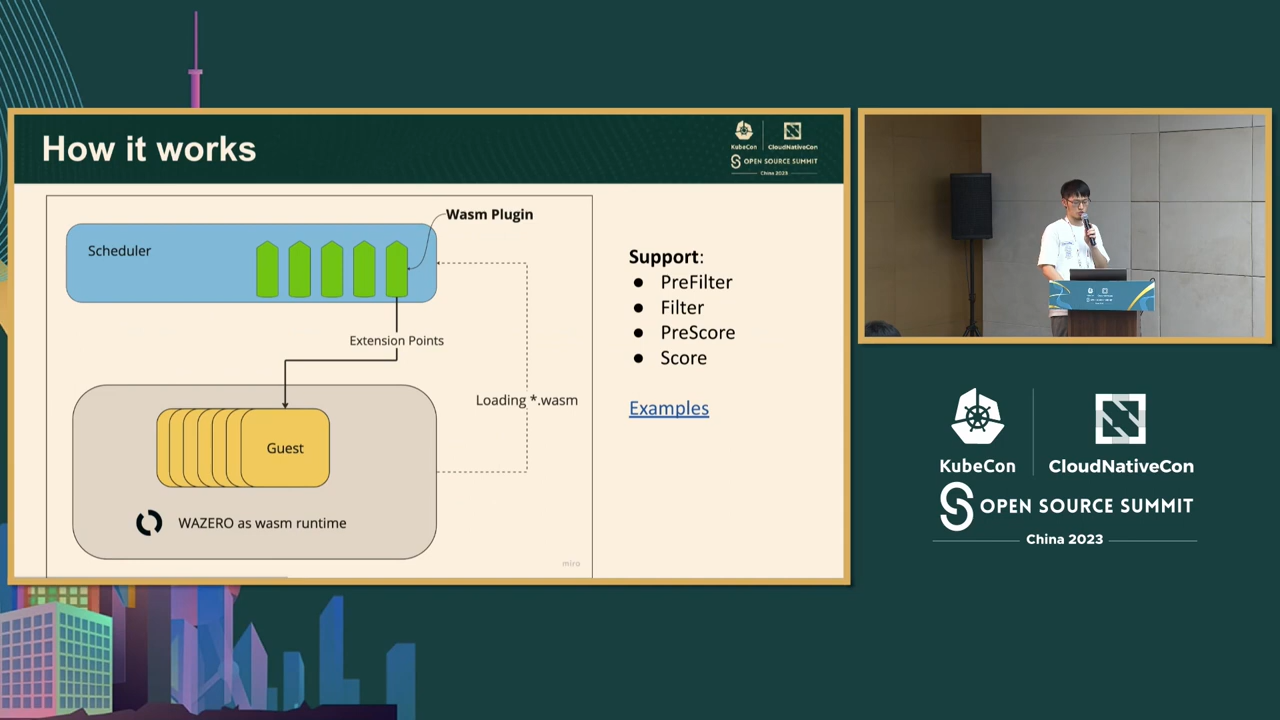 How it works
KubeCon
CloudNativeCon
OPEN SOURCE SUMMIT
China 2023
Wasm Plugin
Scheduler
Extension Points
Loading *.wasm
Guest
WAZERO as wasm runtime
miro
Support:
● PreFilter
● Filter
● PreScore
● Score
Examples
KubeCon
CloudNativeCon
OPEN SOURCE SUMMIT
China 2023